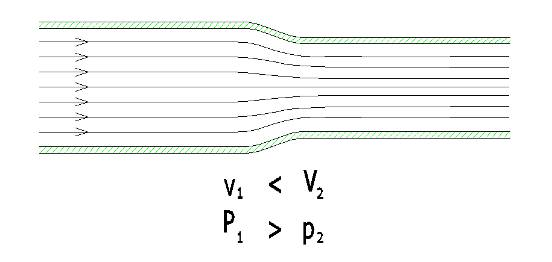 v₁ < V₂
P₁ > p₂